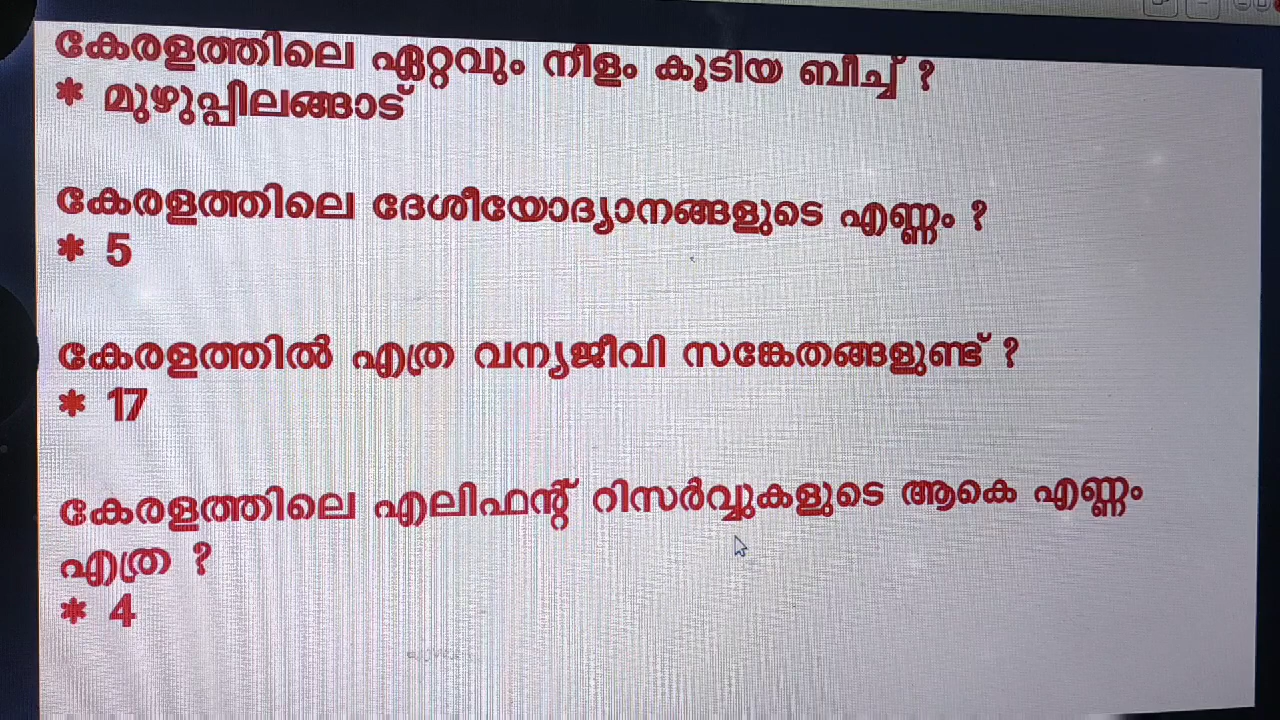 കേരളത്തിലെ ഏറ്റവും നീളം കൂടിയ ബീച്ച് ?
* മുഴുപ്പിലങ്ങാട്
കേരളത്തിലെ ദേശീയോദ്യാനങ്ങളുടെ എണ്ണം ?
* 5
കേരളത്തിൽ എത്ര വന്യജീവി സങ്കേതങ്ങളുണ്ട് ?
* 17
കേരളത്തിലെ എലിഫന്റ് റിസർവ്വുകളുടെ ആകെ എണ്ണം
എത്ര ?
* 4